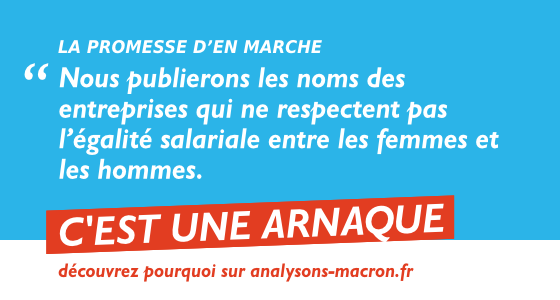 LA PROMESSE D’EN MARCHE
“ Nous publierons les noms des
entreprises qui ne respectent pas
l’égalité salariale entre les femmes et
les hommes.
C'EST UNE ARNAQUE
découvrez pourquoi sur analysons-macron.fr